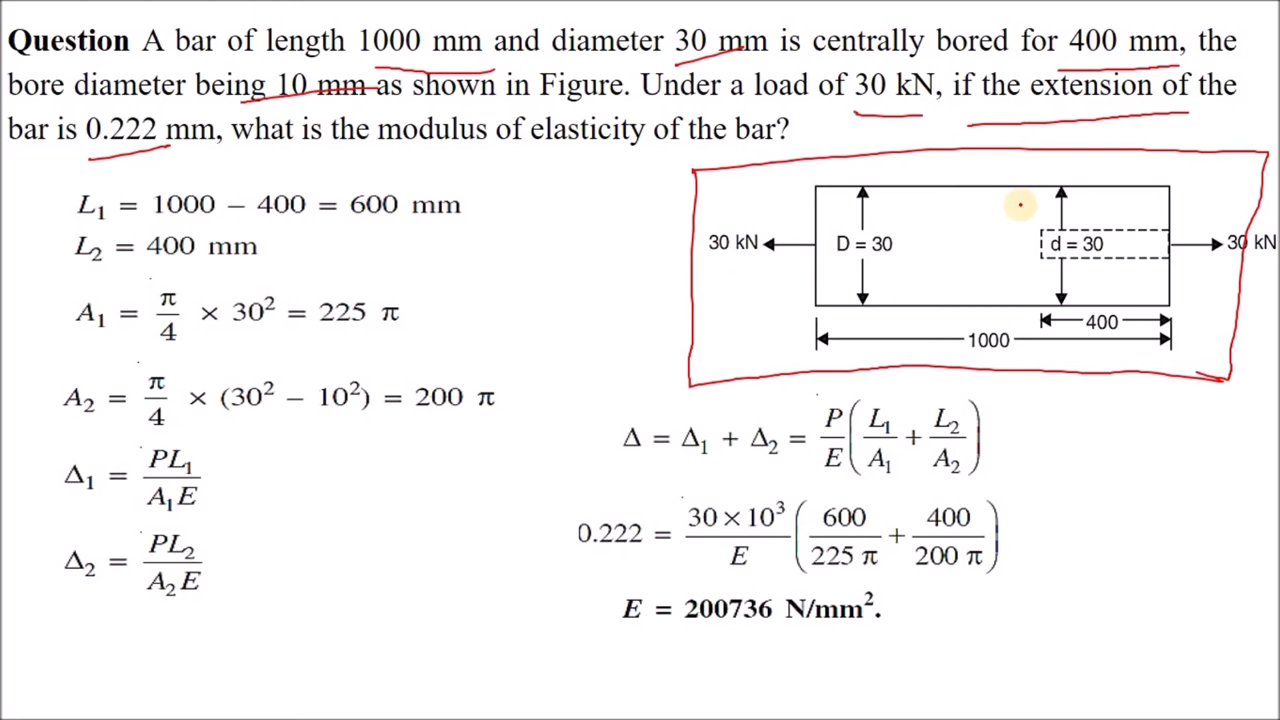 Question A bar of length 1000 mm and diameter 30 mm is centrally bored for 400 mm, the
bore diameter being 10 mm as shown in Figure. Under a load of 30 kN, if the extension of the
bar is 0.222 mm, what is the modulus of elasticity of the bar?
L₁ = 1000 − 400 = 600 mm
L₂ = 400 mm
A₁ = π/4 × 30² = 225 π
A₂ = π/4 × (30² − 10²) = 200 π
Δ₁ = PL₁/A₁E
Δ₂ = PL₂/A₂E
30 kN
D = 30
d = 30
30 kN
400
1000
Δ = Δ₁ + Δ₂ = P/E (L₁/A₁ + L₂/A₂)
0.222 = 30 × 10³/E (600/225 π + 400/200 π)
E = 200736 N/mm².